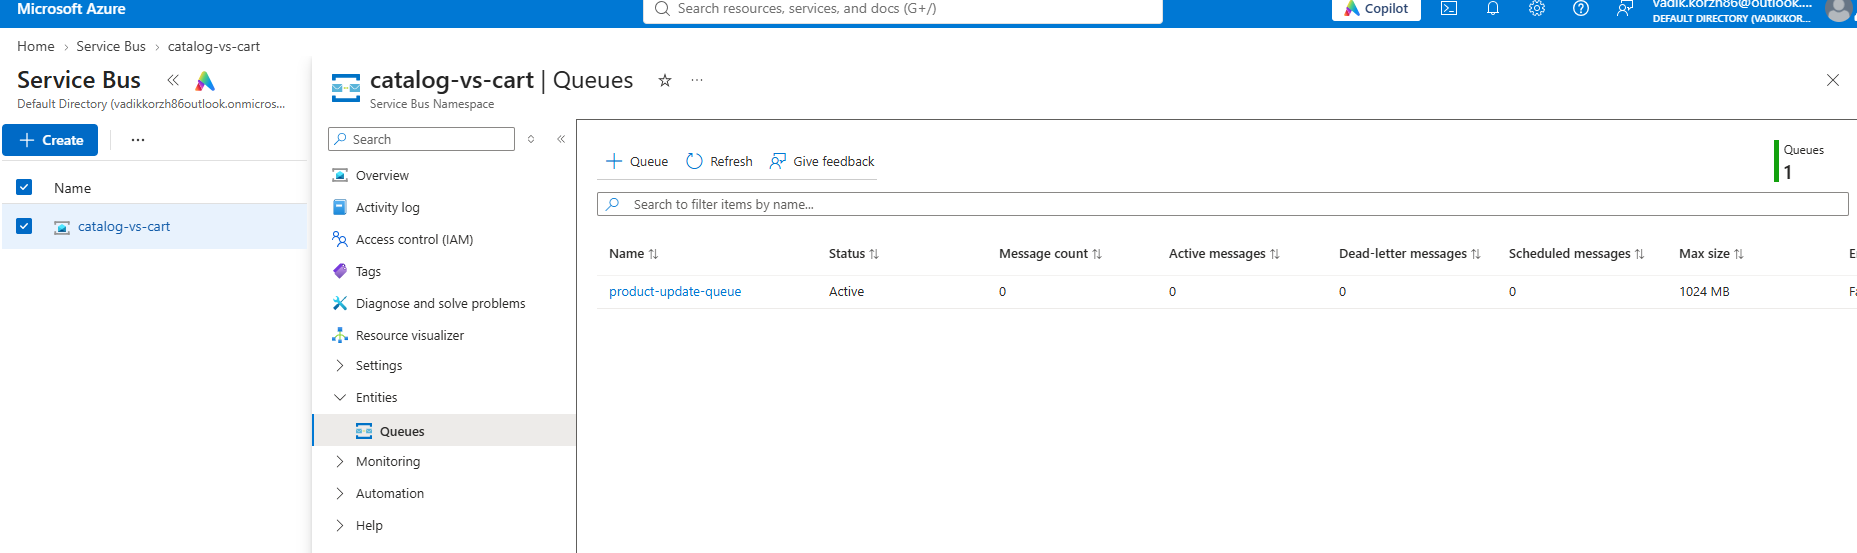 Microsoft Azure
Search resources, services, and docs (G+/)
Copilot
vadik.korzh86@outlook....
DEFAULT DIRECTORY (VADIKKOR...
Home > Service Bus > catalog-vs-cart
Service Bus
Default Directory (vadikkorzh86outlook.onmicros...
+ Create
...
Name
catalog-vs-cart
catalog-vs-cart | Queues
...
Service Bus Namespace
Search
Overview
Activity log
Access control (IAM)
Tags
Diagnose and solve problems
Resource visualizer
Settings
Entities
Queues
Monitoring
Automation
Help
+ Queue Refresh Give feedback
Queues
1
Search to filter items by name...
Name Status Message count Active messages Dead-letter messages Scheduled messages Max size
product-update-queue Active 0 0 0 0 1024 MB